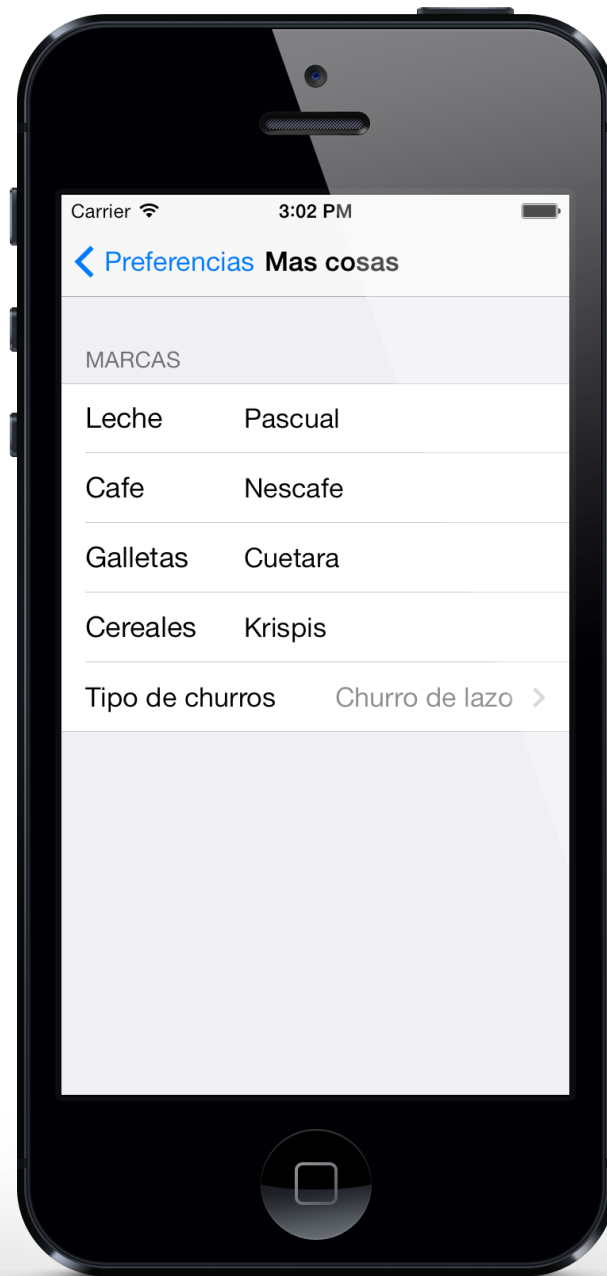 Carrier 3:02 PM
Preferencias Mas cosas
MARCAS
Leche Pascual
Cafe Nescafe
Galletas Cuetara
Cereales Krispis
Tipo de churros Churro de lazo